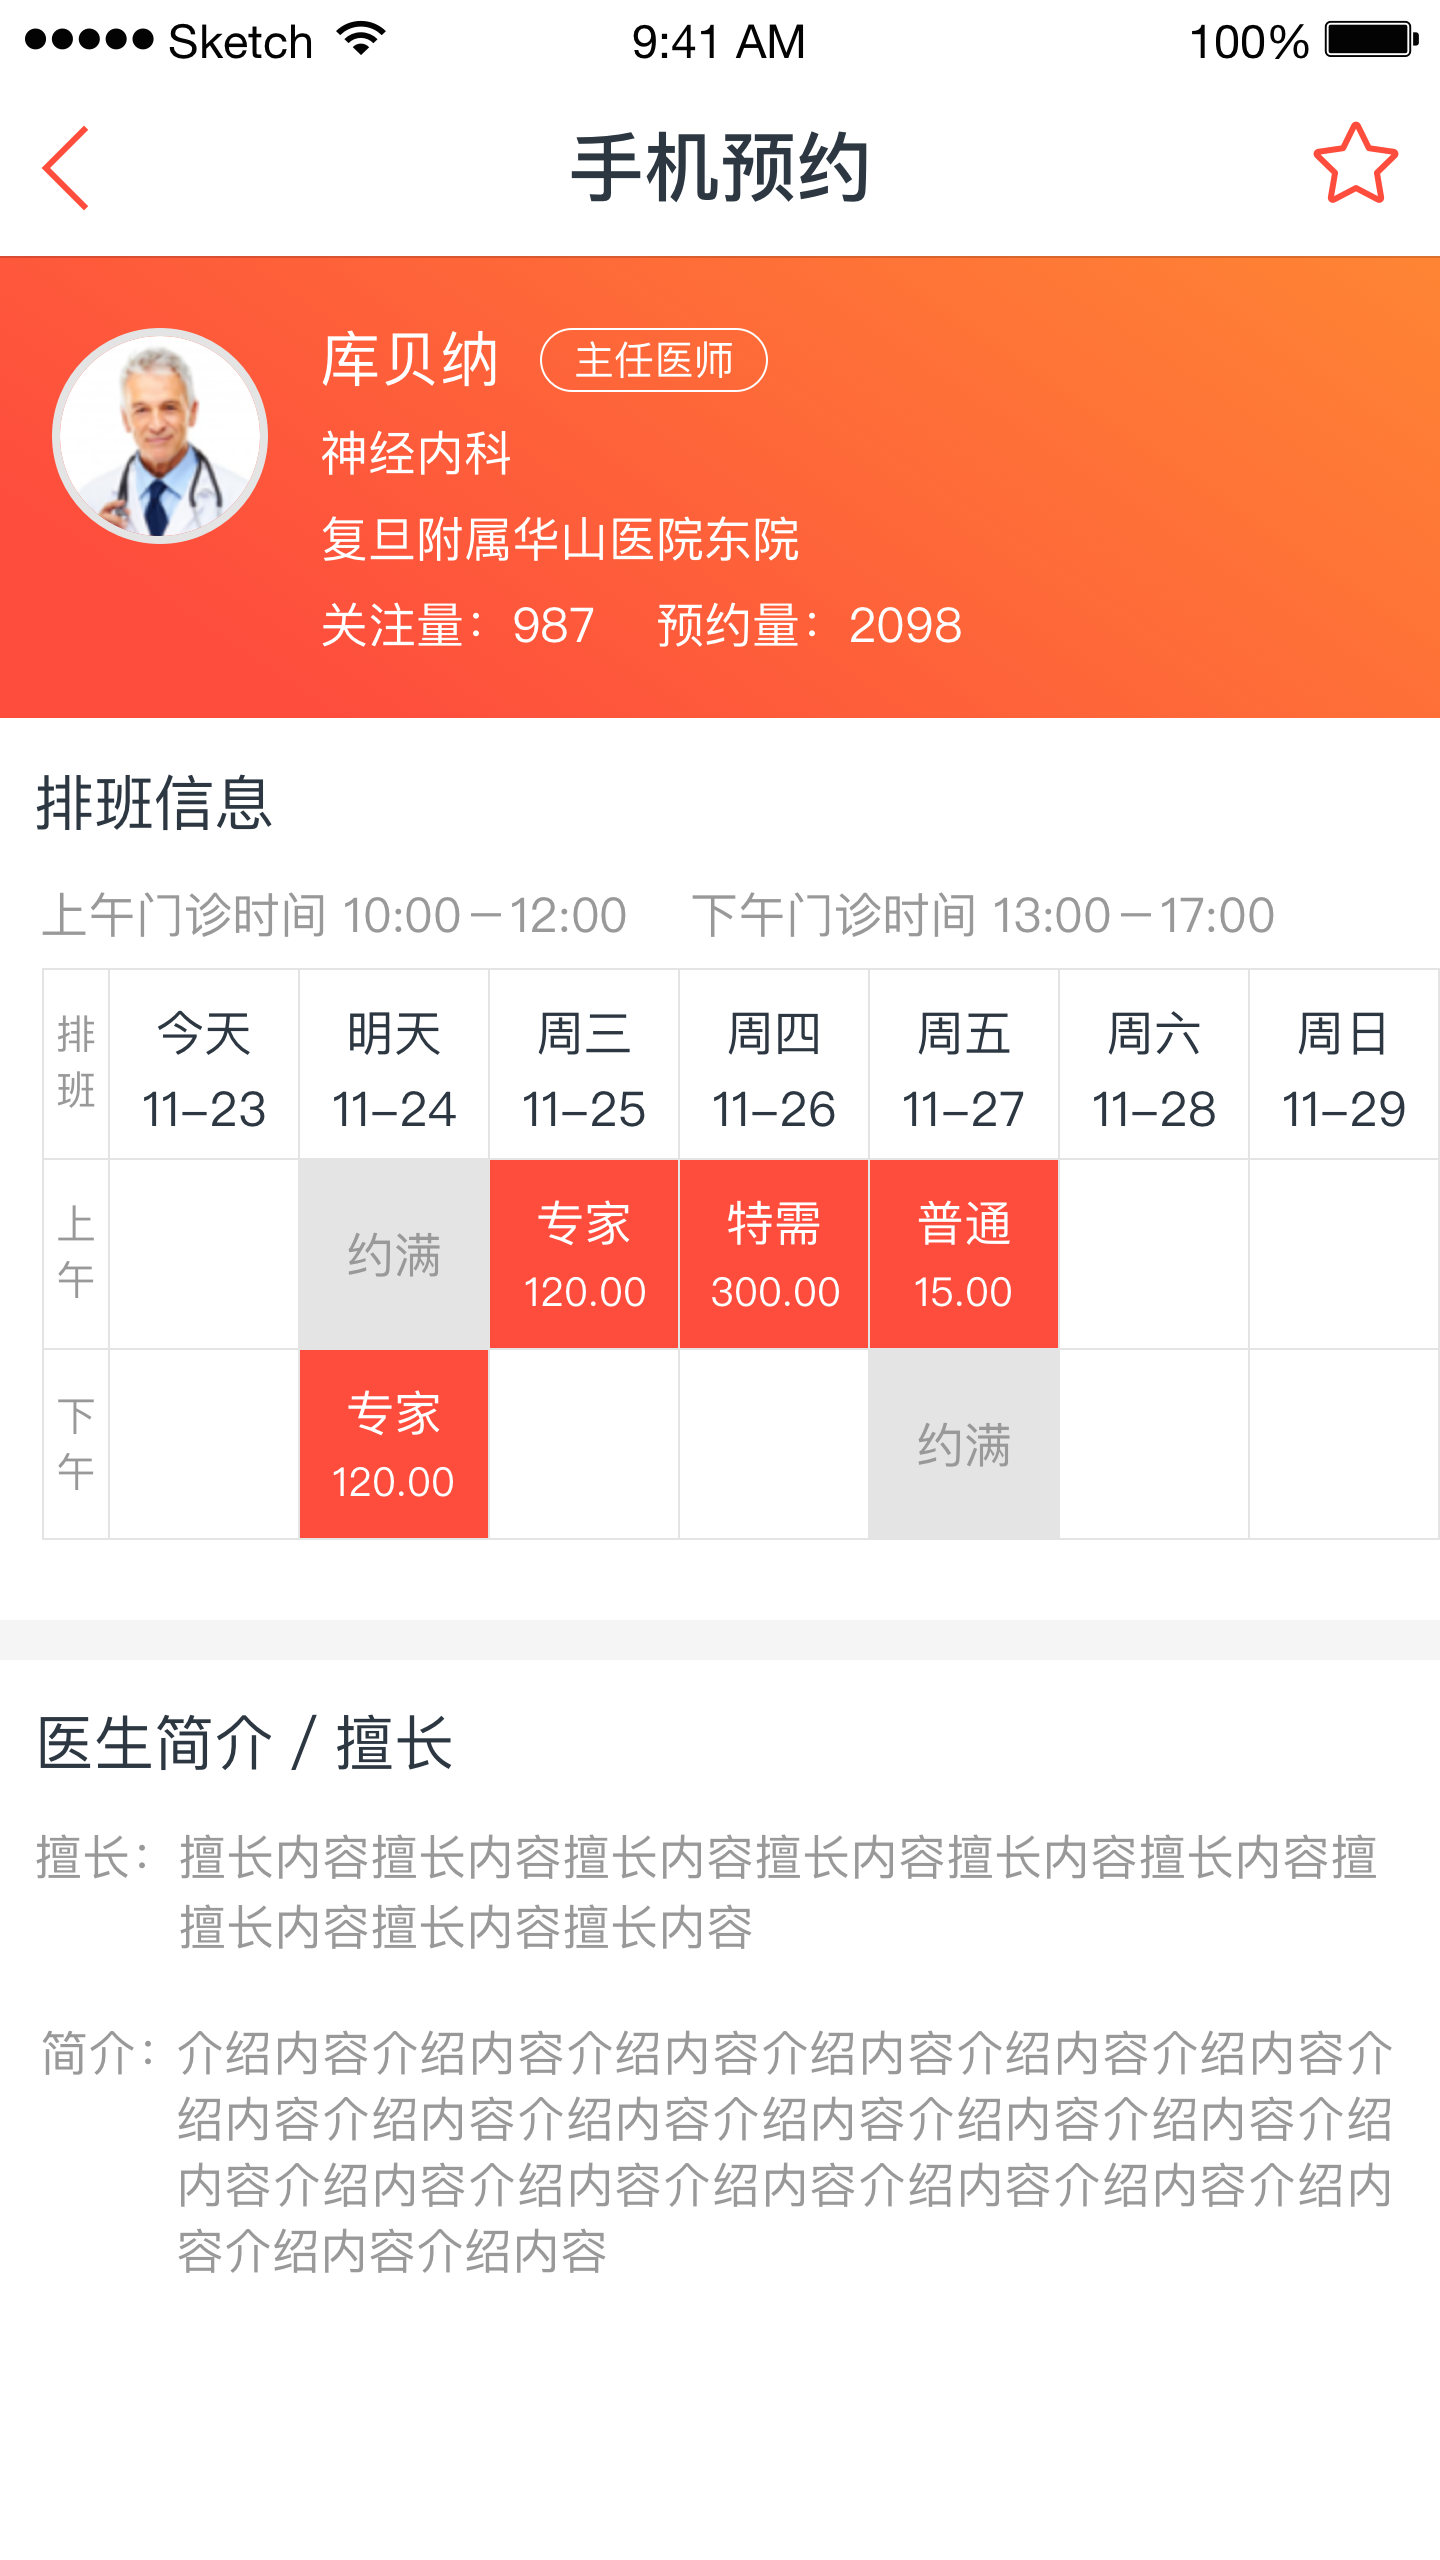 ●●●●● Sketch 9:41 AM 100%
手机预约
库贝纳 主任医师
神经内科
复旦附属华山医院东院
关注量：987 预约量：2098
排班信息
上午门诊时间 10:00－12:00 下午门诊时间 13:00－17:00
排班 今天 明天 周三 周四 周五 周六 周日
11-23 11-24 11-25 11-26 11-27 11-28 11-29
上午 约满 专家 特需 普通
120.00 300.00 15.00
下午 专家 约满
120.00
医生简介 / 擅长
擅长：擅长内容擅长内容擅长内容擅长内容擅长内容擅长内容擅
擅长内容擅长内容擅长内容
简介：介绍内容介绍内容介绍内容介绍内容介绍内容介绍内容介
绍内容介绍内容介绍内容介绍内容介绍内容介绍内容介绍
内容介绍内容介绍内容介绍内容介绍内容介绍内容介绍内
容介绍内容介绍内容